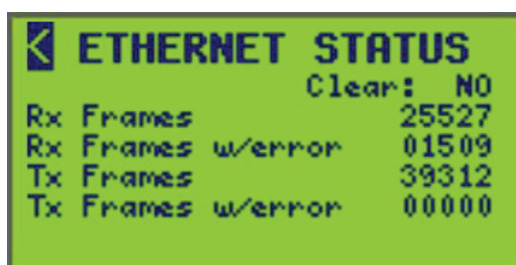 < ETHERNET STATUS
Clear: NO
Rx Frames 25527
Rx Frames w/error 01509
Tx Frames 39312
Tx Frames w/error 00000